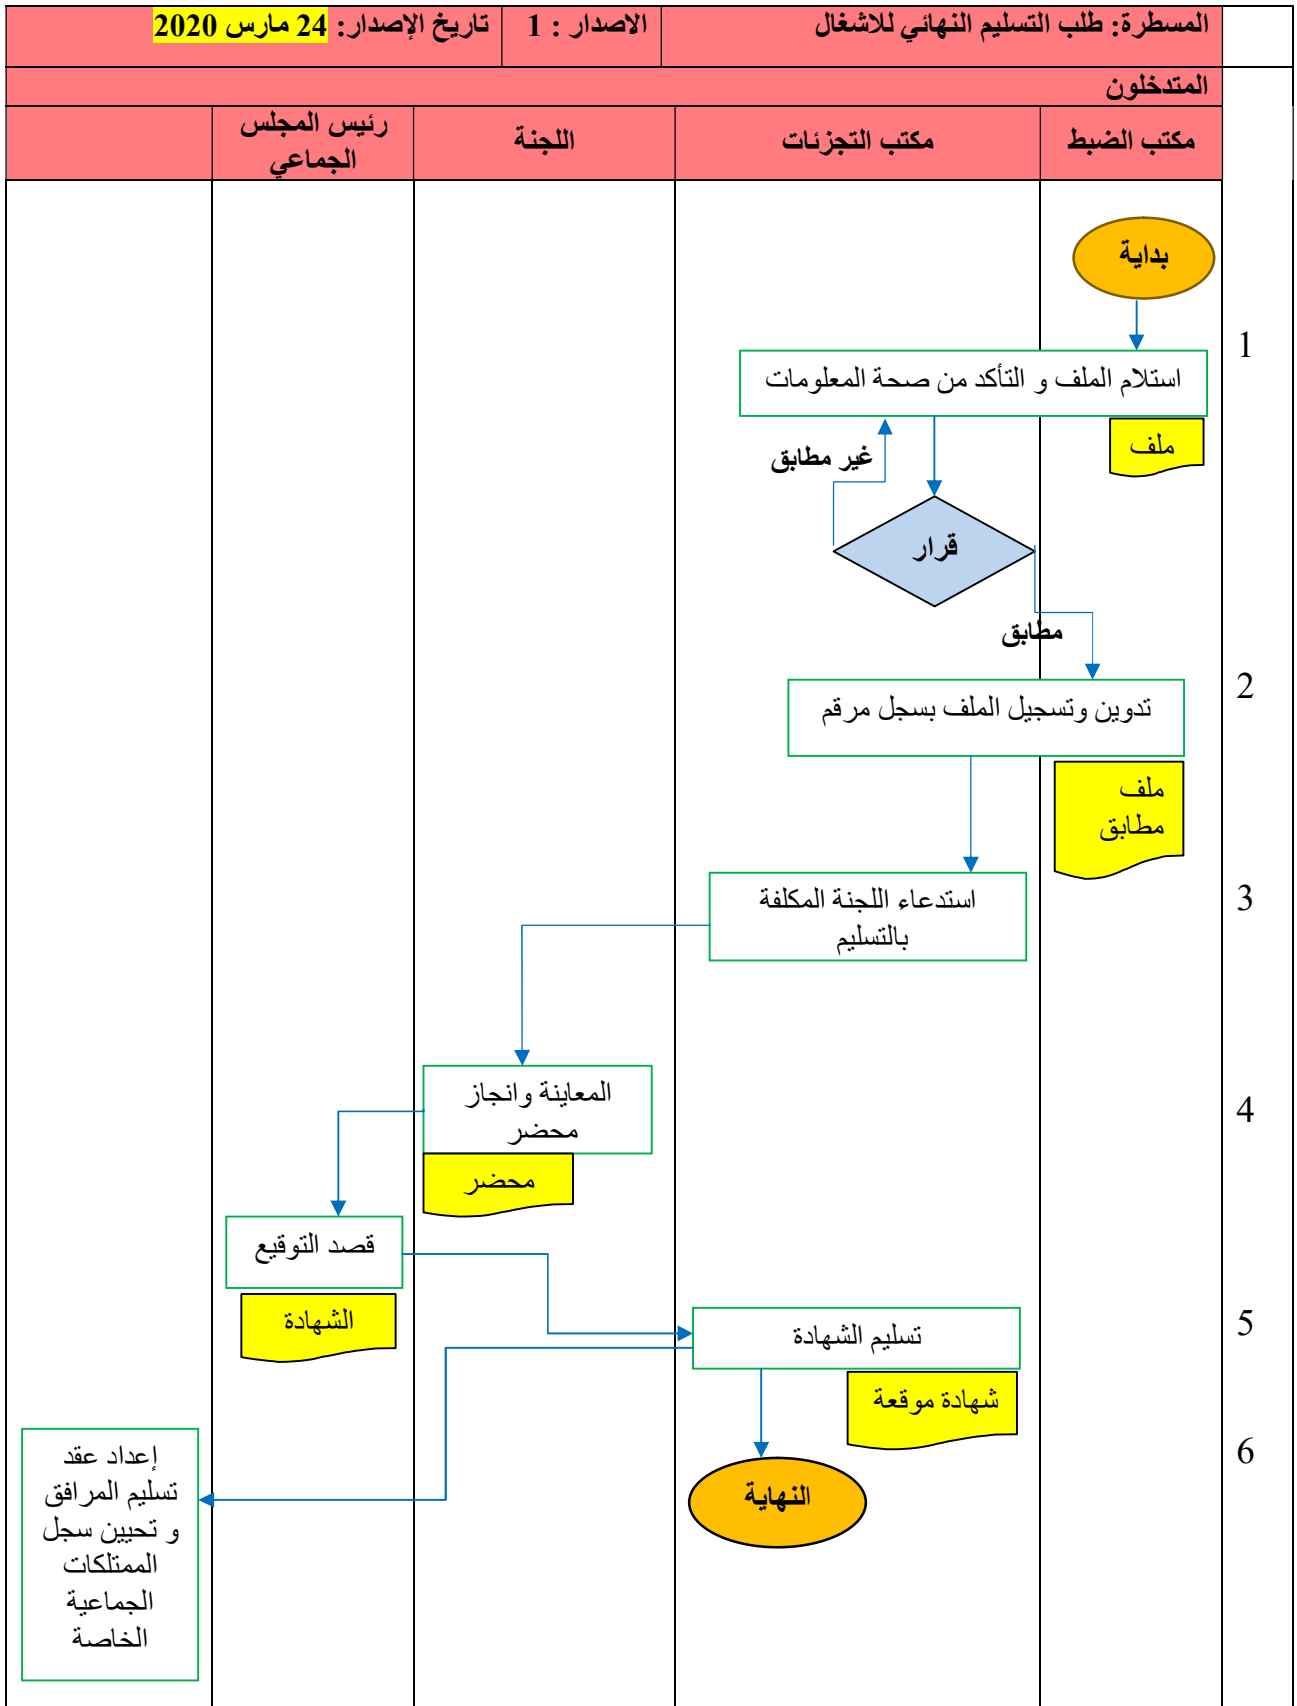 المسطرة: طلب التسليم النهائي للاشغال
الاصدار : 1
تاريخ الإصدار: 24 مارس 2020
المتدخلون
مكتب الضبط
مكتب التجزئات
اللجنة
رئيس المجلس
الجماعي
بداية
1
استلام الملف و التأكد من صحة المعلومات
ملف
غير مطابق
قرار
مطابق
2
تدوين وتسجيل الملف بسجل مرقم
ملف
مطابق
3
استدعاء اللجنة المكلفة
بالتسليم
4
المعاينة وانجاز
محضر
محضر
قصد التوقيع
الشهادة
5
تسليم الشهادة
شهادة موقعة
6
النهاية
إعداد عقد
تسليم المرافق
و تحيين سجل
الممتلكات
الجماعية
الخاصة